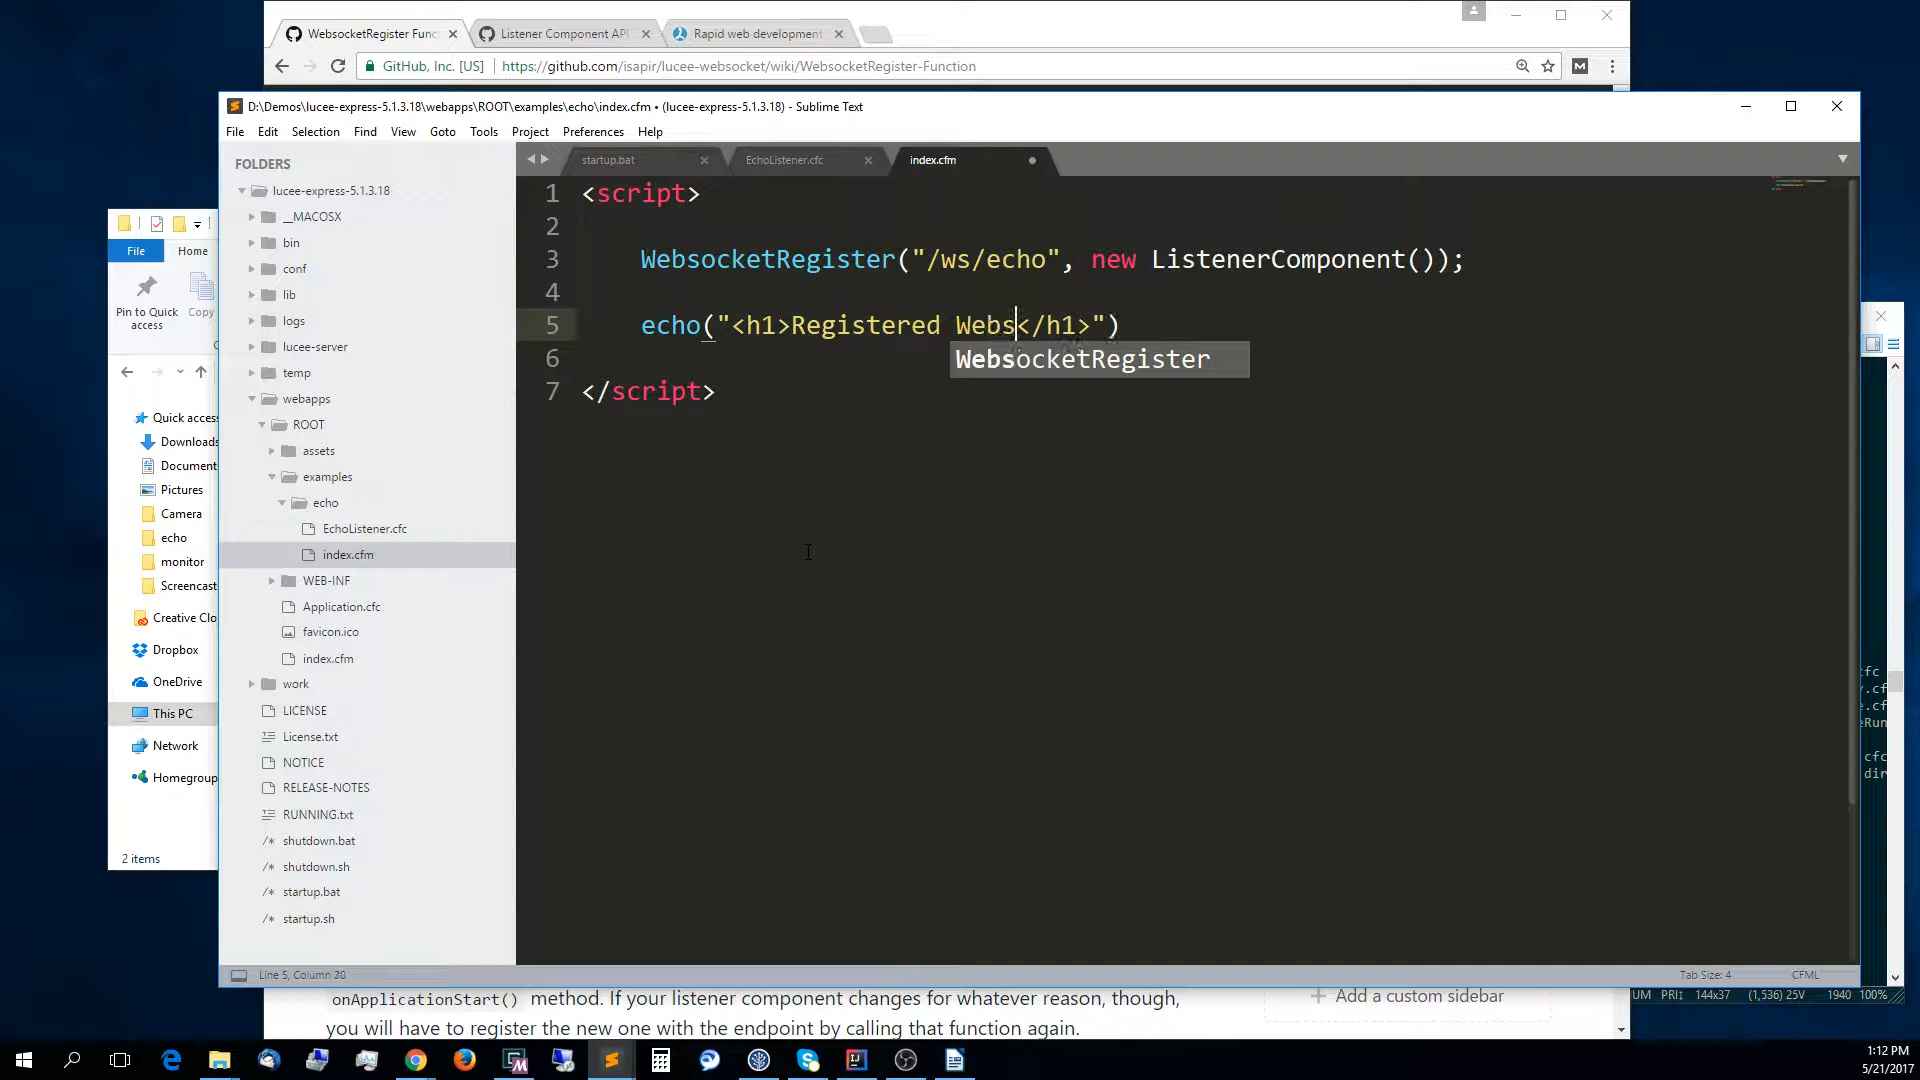 WebsocketRegister Func
Listener Component API
Rapid web development
GitHub, Inc. [US]
https://github.com/isapir/lucee-websocket/wiki/WebsocketRegister-Function
D:\Demos\lucee-express-5.1.3.18\webapps\ROOT\examples\echo\index.cfm • (lucee-express-5.1.3.18) - Sublime Text
File Edit Selection Find View Goto Tools Project Preferences Help
FOLDERS
lucee-express-5.1.3.18
__MACOSX
bin
conf
lib
logs
lucee-server
temp
webapps
ROOT
assets
examples
echo
EchoListener.cfc
index.cfm
WEB-INF
Application.cfc
favicon.ico
index.cfm
work
LICENSE
License.txt
NOTICE
RELEASE-NOTES
RUNNING.txt
shutdown.bat
shutdown.sh
startup.bat
startup.sh
startup.bat
EchoListener.cfc
index.cfm
1 <script>
2
3 WebsocketRegister("/ws/echo", new ListenerComponent());
4
5 echo("<h1>Registered Webs</h1>")
WebsocketRegister
6
7 </script>
Line 5, Column 30
Tab Size: 4
CFML
File Home
Pin to Quick access
Copy
Quick access
Downloads
Document
Pictures
Camera
echo
monitor
Screencast
Creative Clo
Dropbox
OneDrive
This PC
Network
Homegroup
2 items
onApplicationStart() method. If your listener component changes for whatever reason, though,
you will have to register the new one with the endpoint by calling that function again.
Add a custom sidebar
cfc
dir
144x37 (1,536) 25V 1940 100%
1:12 PM
5/21/2017